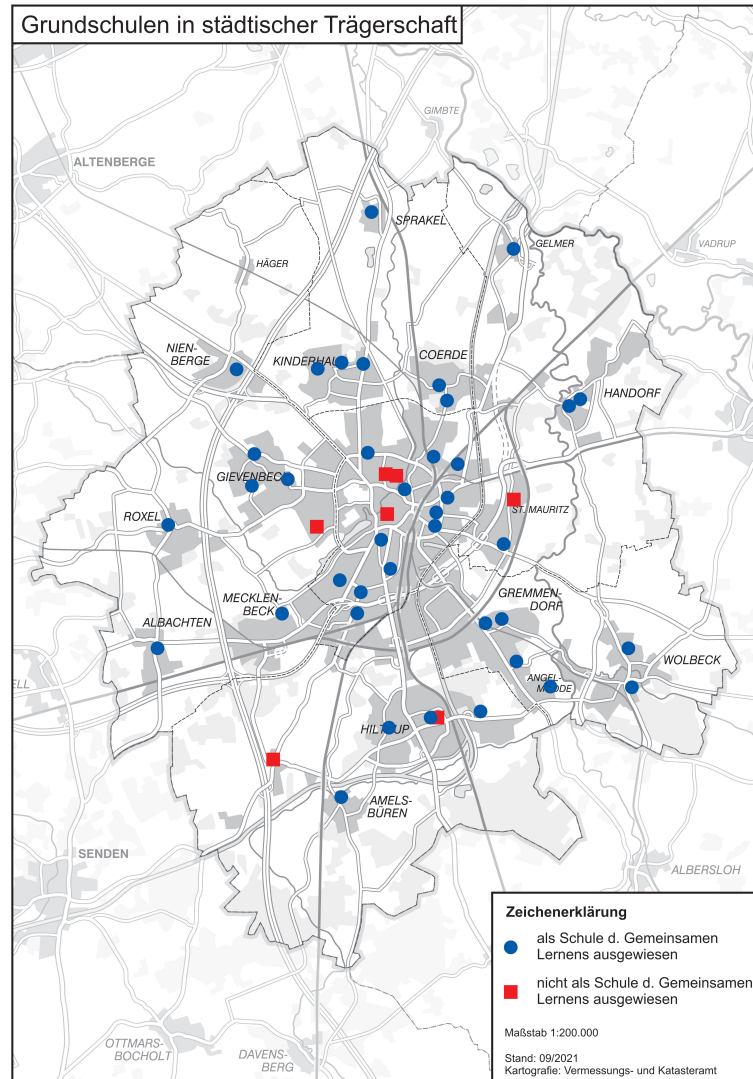 Grundschulen in städtischer Trägerschaft
GIMBTE
ALTENBERGE
SPRAKEL
GELMER
VADRUP
HÄGER
NIEN-
BERGE
KINDERHAUS
COERDE
HANDORF
GIEVENBECK
ROXEL
ST. MAURITZ
MECKLEN-
BECK
GREMMEN-
DORF
ALBACHTEN
WOLBECK
ANGEL-
MODDE
ELL
HILTRUP
AMELS-
BÜREN
SENDEN
ALBERSLOH
OTTMARS-
BOCHOLT
DAVENS-
BERG
Zeichenerklärung
als Schule d. Gemeinsamen
Lernens ausgewiesen
nicht als Schule d. Gemeinsamen
Lernens ausgewiesen
Maßstab 1:200.000
Stand: 09/2021
Kartografie: Vermessungs- und Katasteramt